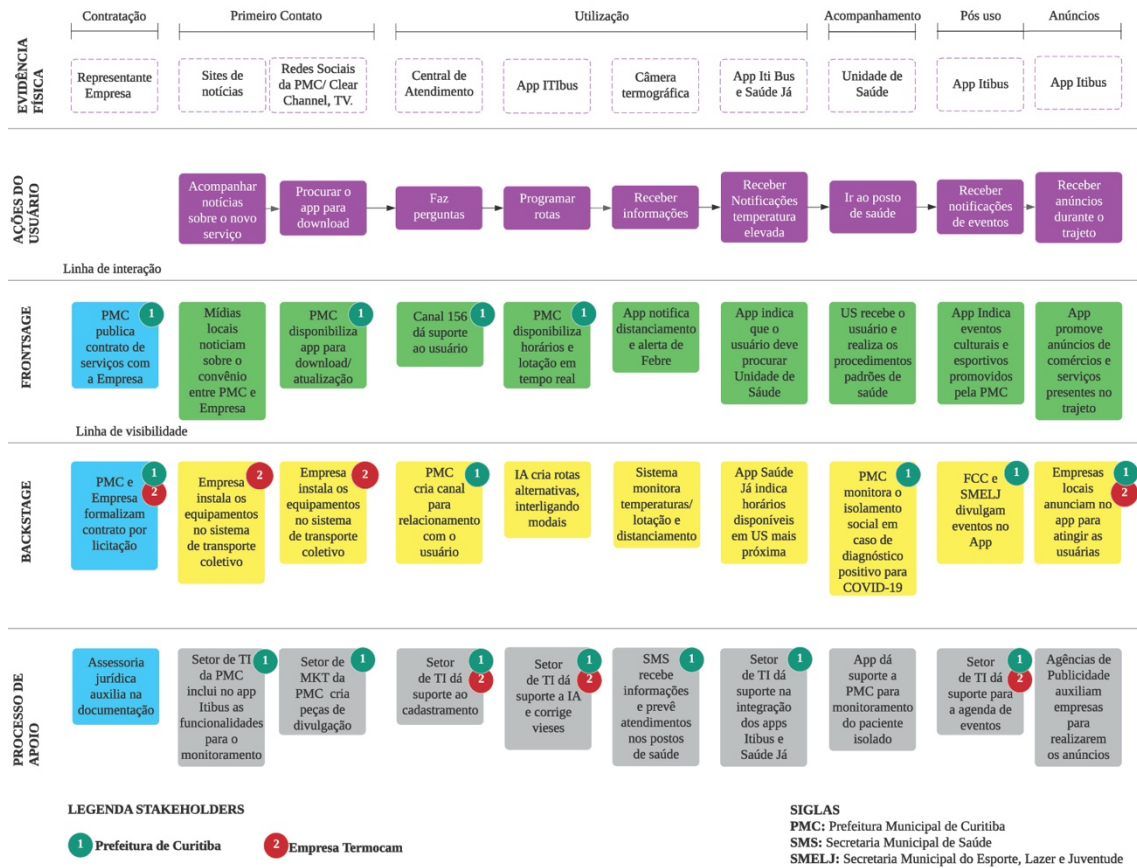 Contratação
Primeiro Contato
Utilização
Acompanhamento
Pós uso
Anúncios
EVIDÊNCIA
FÍSICA
Representante
Empresa
Sites de
notícias
Redes Sociais
da PMC/ Clear
Channel, TV.
Central de
Atendimento
App ITIbus
Câmera
termográfica
App Iti Bus
e Saúde Já
Unidade de
Saúde
App Itibus
App Itibus
AÇÕES DO
USUÁRIO
Acompanhar
notícias
sobre o novo
serviço
Procurar o
app para
download
Faz
perguntas
Programar
rotas
Receber
informações
Receber
Notificações
temperatura
elevada
Ir ao posto
de saúde
Receber
notificações
de eventos
Receber
anúncios
durante o
trajeto
Linha de interação
FRONTSAGE
PMC
publica
contrato de
serviços com
a Empresa
1
Mídias
locais
noticiam
sobre o
convênio
entre PMC e
Empresa
PMC
disponibiliza
app para
download/
atualização
1
Canal 156
dá suporte
ao usuário
1
PMC
disponibiliza
horários e
lotação em
tempo real
1
App notifica
distanciamento
e alerta de
Febre
App indica
que o
usuário deve
procurar
Unidade de
Sáude
US recebe o
usuário e
realiza os
procedimentos
padrões de
saúde
App Indica
eventos
culturais e
esportivos
promovidos
pela PMC
App
promove
anúncios de
comércios e
serviços
presentes no
trajeto
Linha de visibilidade
BACKSTAGE
PMC e
Empresa
formalizam
contrato por
licitação
1
2
Empresa
instala os
equipamentos
no sistema
de transporte
coletivo
2
Empresa
instala os
equipamentos
no sistema
de transporte
coletivo
2
PMC
cria canal
para
relacionamento
com o
usuário
1
IA cria rotas
alternativas,
interligando
modais
Sistema
monitora
temperaturas/
lotação e
distanciamento
App Saúde
Já indica
horários
disponíveis
em US mais
próxima
PMC
monitora o
isolamento
social em
caso de
diagnóstico
positivo para
COVID-19
1
FCC e
SMELJ
divulgam
eventos no
App
1
Empresas
locais
anunciam no
app para
atingir as
usuárias
1
2
PROCESSO DE
APOIO
Assessoria
jurídica
auxilia na
documentação
Setor de TI
da PMC
inclui no app
Itibus as
funcionalidades
para o
monitoramento
1
Setor de
MKT da
PMC cria
peças de
divulgação
1
Setor
de TI dá
suporte ao
cadastramento
1
2
Setor
de TI dá
suporte a IA
e corrige
vieses
1
2
SMS
recebe
informações
e prevê
atendimentos
nos postos
de saúde
1
Setor
de TI dá
suporte na
integração
dos apps
Itibus e
Saúde Já
1
App dá
suporte a
PMC para
monitoramento
do paciente
isolado
Setor
de TI dá
suporte para
a agenda de
eventos
1
2
Agências de
Publicidade
auxiliam
empresas
para
realizarem
os anúncios
LEGENDA STAKEHOLDERS
1 Prefeitura de Curitiba
2 Empresa Termocam
SIGLAS
PMC: Prefeitura Municipal de Curitiba
SMS: Secretaria Municipal de Saúde
SMELJ: Secretaria Municipal do Esporte, Lazer e Juventude